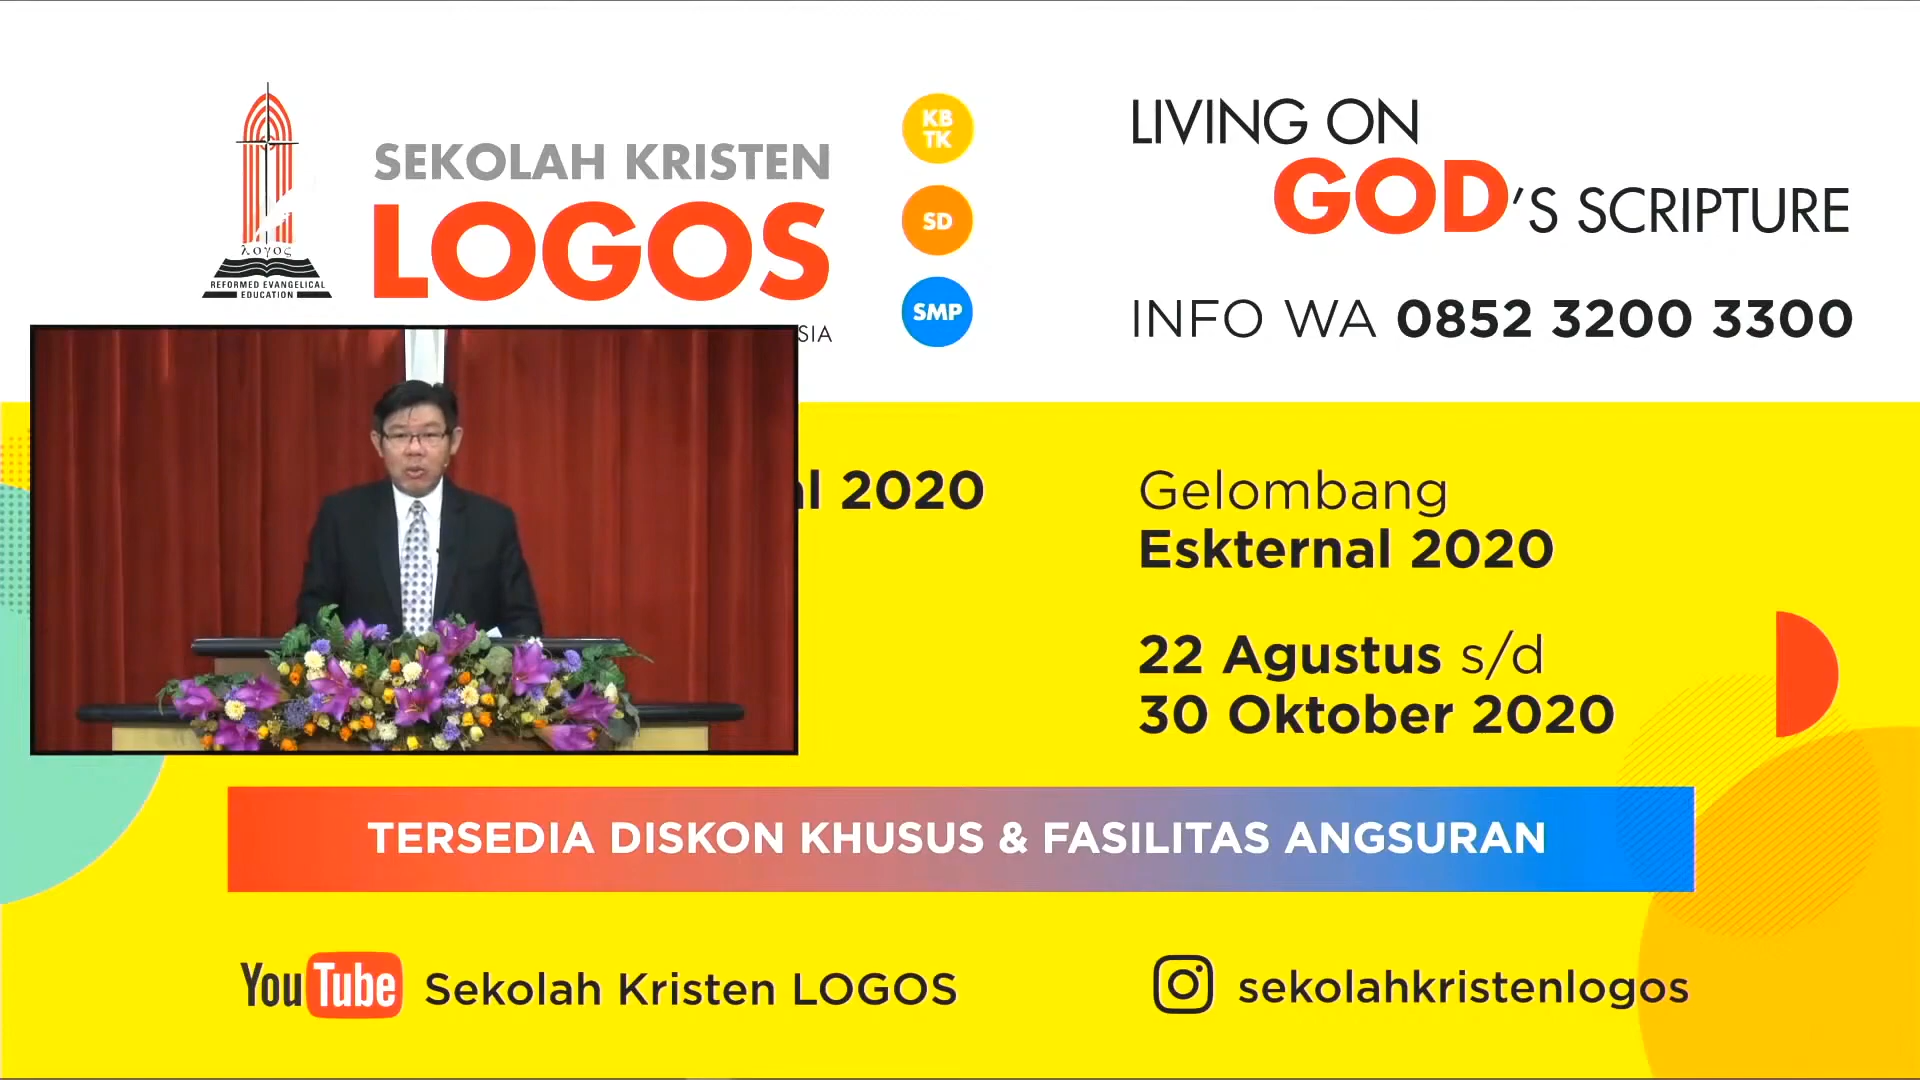 λογος
REFORMED EVANGELICAL
EDUCATION
SEKOLAH KRISTEN
LOGOS
KB
TK
SD
SMP
LIVING ON
GOD'S SCRIPTURE
INFO WA 0852 3200 3300
2020
Gelombang
Eskternal 2020
22 Agustus s/d
30 Oktober 2020
TERSEDIA DISKON KHUSUS & FASILITAS ANGSURAN
YouTube Sekolah Kristen LOGOS
sekolahkristenlogos